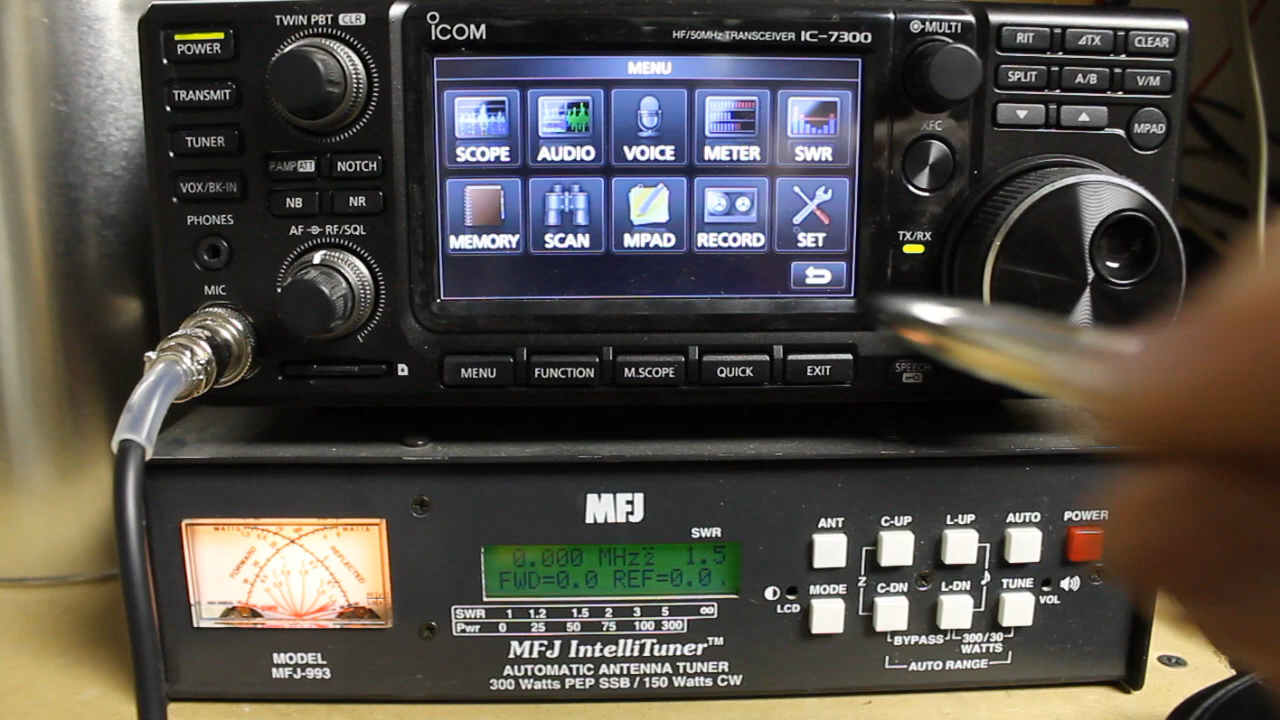 TWIN PBT CLR
ICOM
HF/50MHz TRANSCEIVER IC-7300
MULTI
POWER
TRANSMIT
TUNER
VOX/BK-IN
P.AMP ATT
NOTCH
NB
NR
PHONES
AF RF/SQL
MIC
MENU
SCOPE
AUDIO
VOICE
METER
SWR
MEMORY
SCAN
MPAD
RECORD
SET
MENU
FUNCTION
M.SCOPE
QUICK
EXIT
RIT
⊿TX
CLEAR
SPLIT
A/B
V/M
MPAD
XFC
TX/RX
SPEECH
MFJ
SWR
0.000 MHz 1.5
FWD=0.0 REF=0.0
SWR 1 1.2 1.5 2 3 5 ∞
Pwr 0 25 50 75 100 300
MFJ IntelliTuner™
AUTOMATIC ANTENNA TUNER
300 Watts PEP SSB / 150 Watts CW
WATTS
WATTS
FORWARD
REFLECTED
MODEL
MFJ-993
ANT
C-UP
L-UP
AUTO
POWER
LCD
MODE
Z
C-DN
L-DN
TUNE
VOL
BYPASS
300/30
WATTS
AUTO RANGE